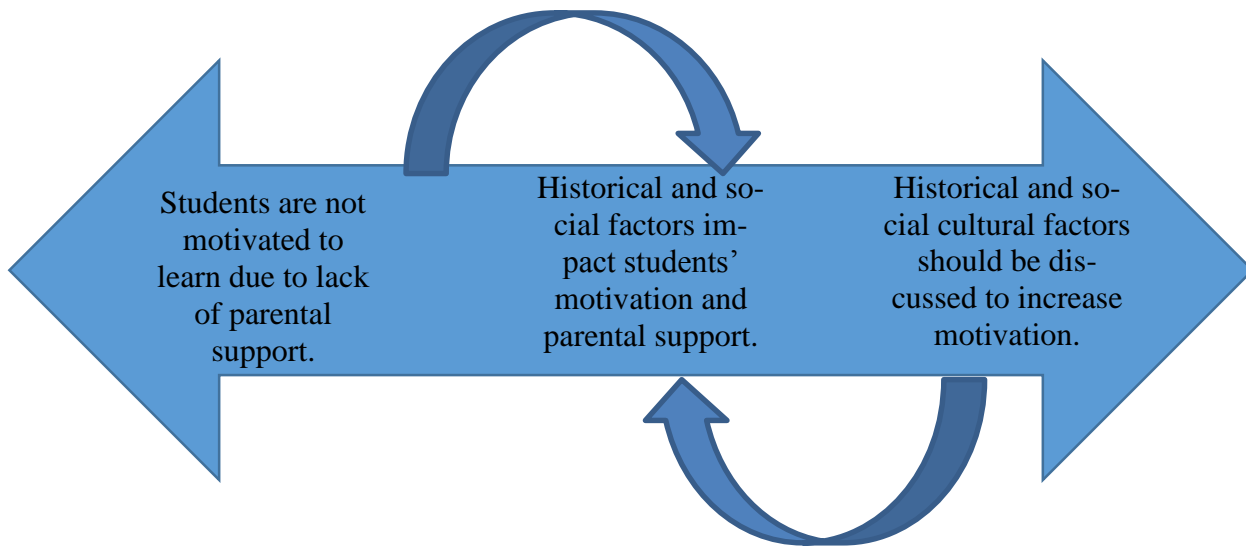 Students are not
motivated to
learn due to lack
of parental
support.
Historical and so-
cial factors im-
pact students’
motivation and
parental support.
Historical and so-
cial cultural factors
should be dis-
cussed to increase
motivation.